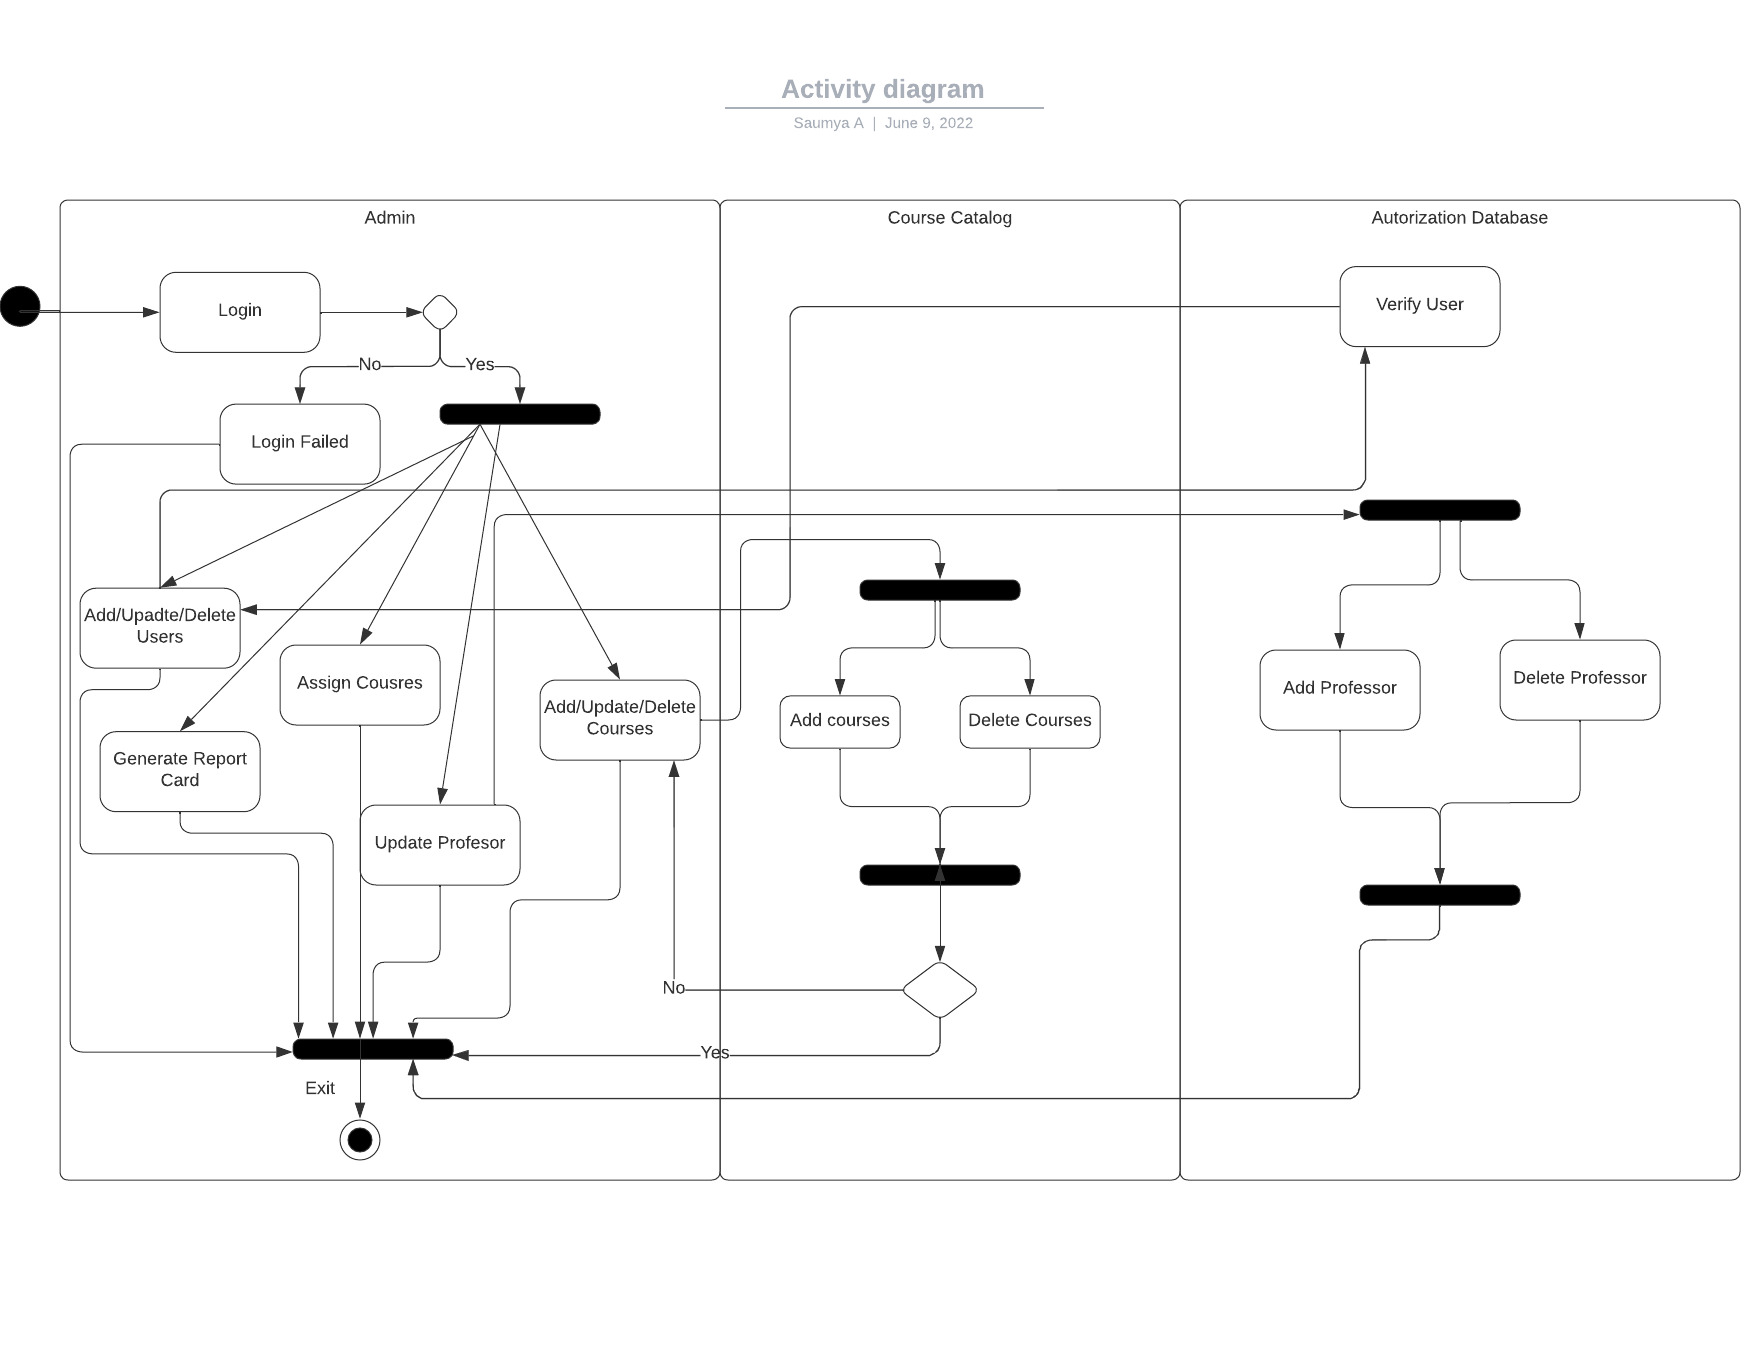 Activity diagram
Saumya A | June 9, 2022
Admin
Course Catalog
Autorization Database
Login
Verify User
No
Yes
Login Failed
Add/Upadte/Delete
Users
Assign Cousres
Add/Update/Delete
Courses
Add courses
Delete Courses
Add Professor
Delete Professor
Generate Report
Card
Update Profesor
No
Yes
Exit